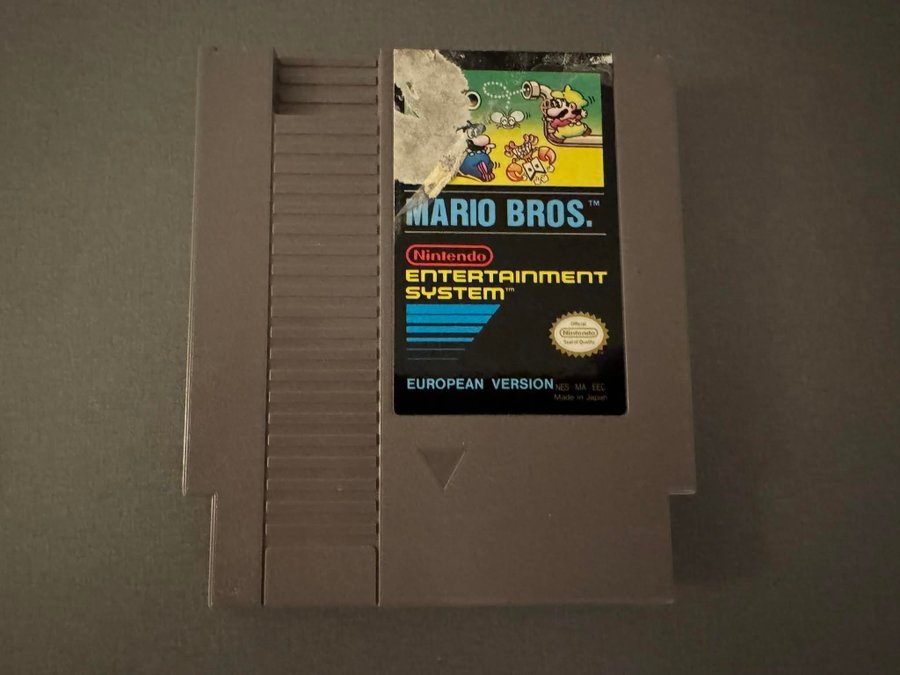 MARIO BROS.™
Nintendo
ENTERTAINMENT
SYSTEM™
Official
Nintendo
Seal of Quality
EUROPEAN VERSION NES MA EEC
Made in Japan